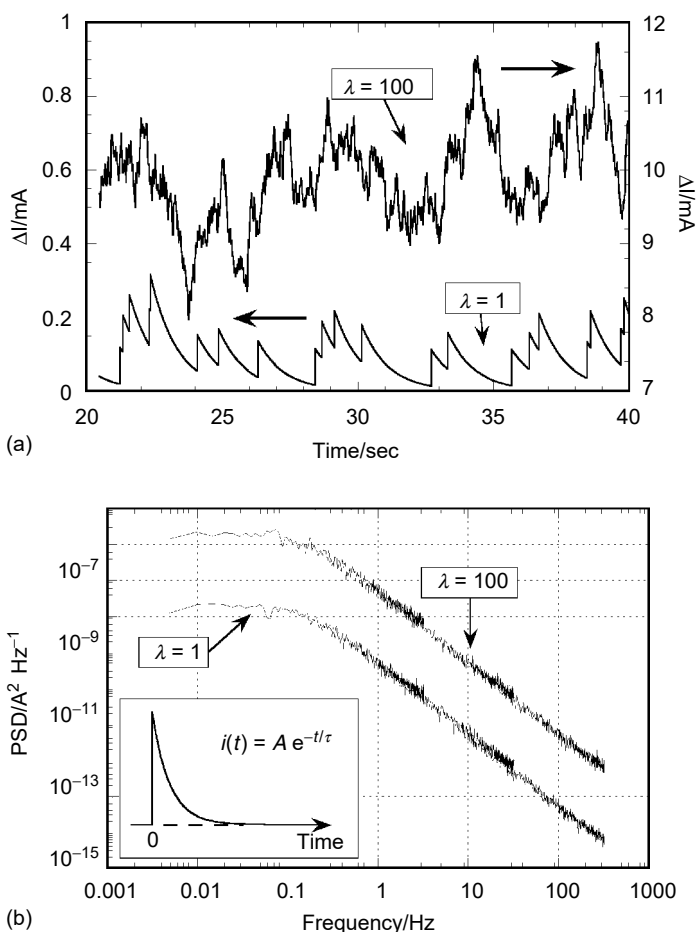 1
0.8
0.6
0.4
0.2
0
ΔI/mA
12
11
10
9
8
7
ΔI/mA
λ = 100
λ = 1
20
25
30
35
40
Time/sec
(a)
10⁻⁷
10⁻⁹
10⁻¹¹
10⁻¹³
10⁻¹⁵
PSD/A² Hz⁻¹
λ = 100
λ = 1
i(t) = A e⁻ᵗ/τ
0
Time
0.001
0.01
0.1
1
10
100
1000
Frequency/Hz
(b)